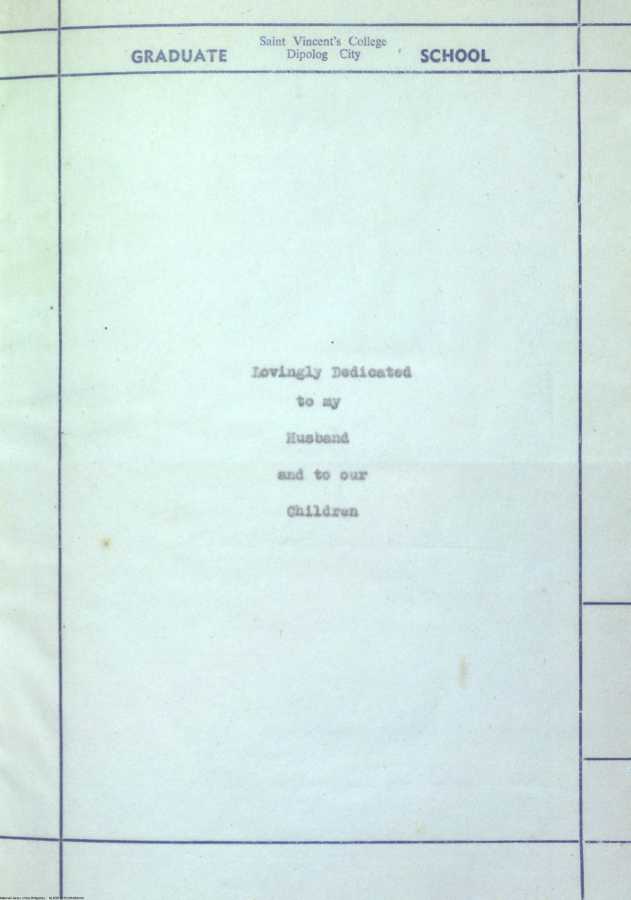 Saint Vincent's College
GRADUATE Dipolog City SCHOOL
Lovingly Dedicated
to my
Husband
and to our
Children